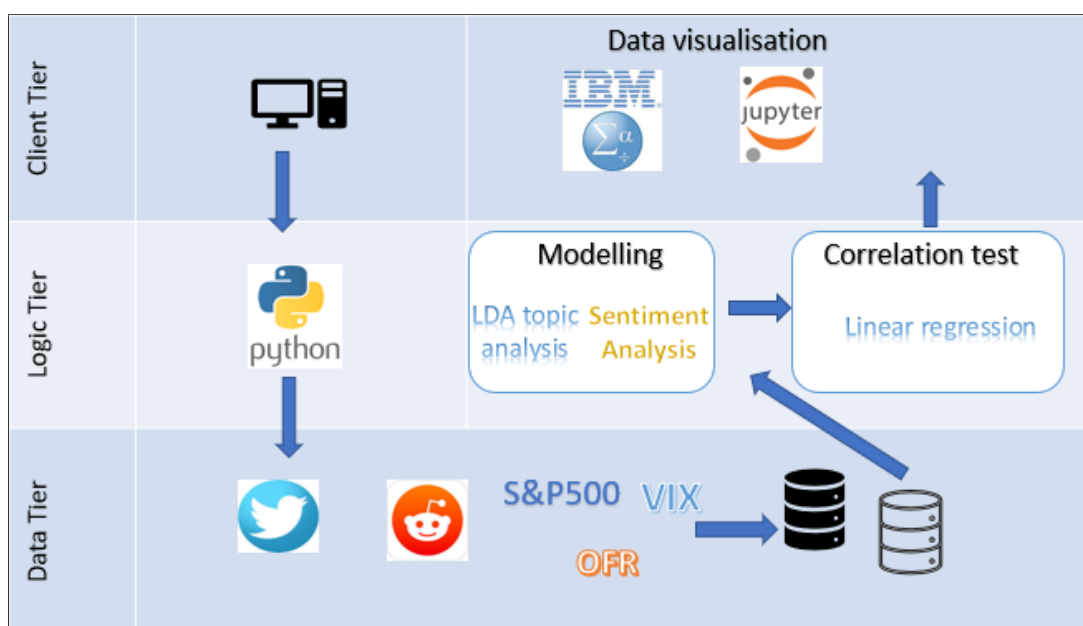 Client Tier
Data visualisation
IBM
Σ α ÷
jupyter
Logic Tier
python
Modelling
LDA topic
analysis
Sentiment
Analysis
Correlation test
Linear regression
Data Tier
S&P500
VIX
OFR